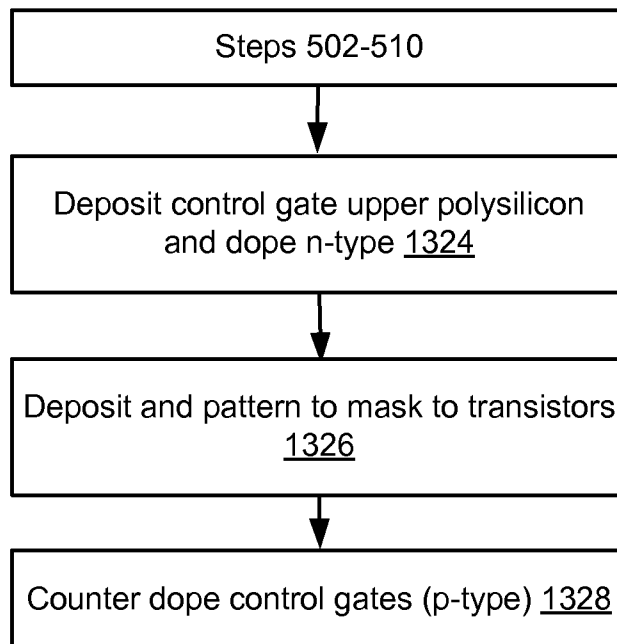 Steps 502-510
Deposit control gate upper polysilicon
and dope n-type 1324
Deposit and pattern to mask to transistors
1326
Counter dope control gates (p-type) 1328